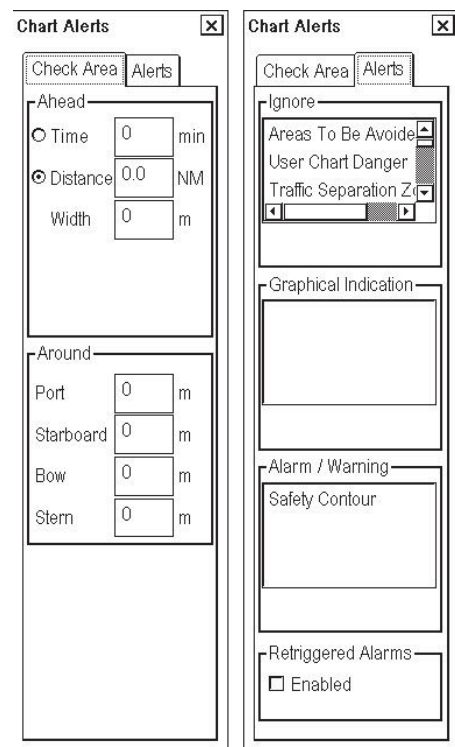 Chart Alerts
Check Area Alerts
Ahead
Time 0 min
Distance 0.0 NM
Width 0 m
Around
Port 0 m
Starboard 0 m
Bow 0 m
Stern 0 m
Chart Alerts
Check Area Alerts
Ignore
Areas To Be Avoide
User Chart Danger
Traffic Separation Zo
Graphical Indication
Alarm / Warning
Safety Contour
Retriggered Alarms
Enabled